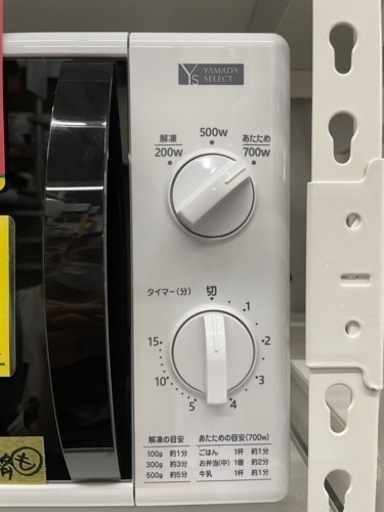 YS YAMADA SELECT
500W
解凍 あたため
200W 700W
タイマー(分) 切
1
15 2
10 3
5 4
解凍の目安 あたための目安(700W)
100g 約1分 ごはん 1杯 約1分
300g 約3分 お弁当(中) 1個 約2分
500g 約5分 牛乳 1杯 約1分
も